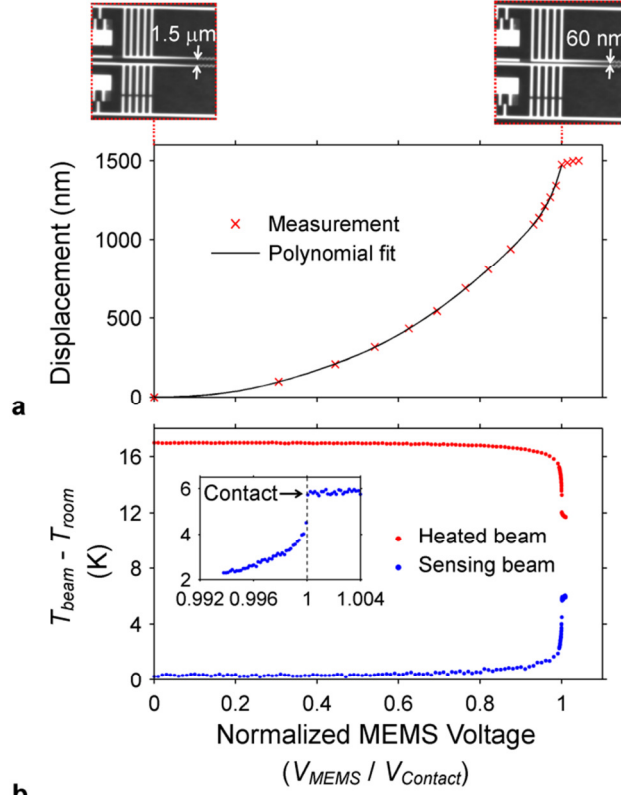 1.5 μm
60 nm
1500
1000
500
0
Displacement (nm)
Measurement
Polynomial fit
a
16
12
8
4
0
T_beam - T_room
(K)
6
4
2
Contact
0.992 0.996 1 1.004
Heated beam
Sensing beam
0 0.2 0.4 0.6 0.8 1
Normalized MEMS Voltage
(V_MEMS / V_Contact)
b